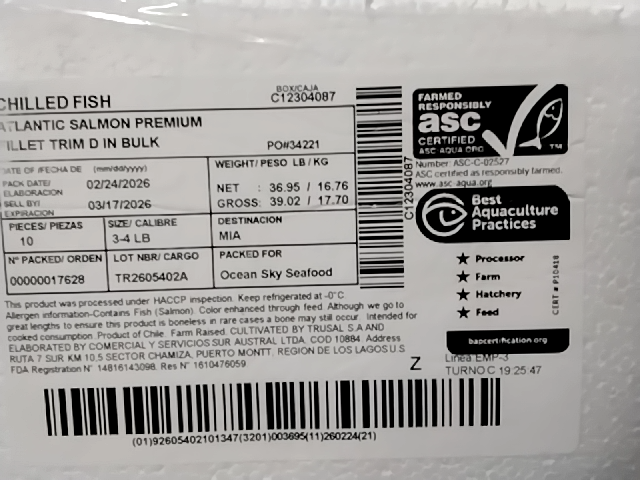 CHILLED FISH
BOX/CAJA
C12304087
ATLANTIC SALMON PREMIUM
FILLET TRIM D IN BULK
PO#34221
DATE OF /FECHA DE (mm/dd/yyyy)
PACK DATE/ ELABORACION 02/24/2026
SELL BY/ EXPIRACION 03/17/2026
WEIGHT/ PESO LB / KG
NET : 36.95 / 16.76
GROSS: 39.02 / 17.70
PIECES/ PIEZAS
10
SIZE/ CALIBRE
3-4 LB
DESTINACION
MIA
N° PACKED/ ORDEN
00000017628
LOT NBR/ CARGO
TR2605402A
PACKED FOR
Ocean Sky Seafood
C12304087
This product was processed under HACCP inspection. Keep refrigerated at -0°C
Allergen information-Contains Fish (Salmon). Color enhanced through feed. Although we go to
great lengths to ensure this product is boneless in rare cases a bone may still occur. Intended for
cooked consumption. Product of Chile. Farm Raised. CULTIVATED BY TRUSAL S.A AND
ELABORATED BY COMERCIAL Y SERVICIOS SUR AUSTRAL LTDA. COD 10884. Address
RUTA 7 SUR KM 10,5 SECTOR CHAMIZA, PUERTO MONTT. REGION DE LOS LAGOS U.S
FDA Registration N° 14816143098. Res N° 1610476059
Z
(01)92605402101347(3201)003695(11)260224(21)
FARMED
RESPONSIBLY
asc
CERTIFIED
ASC-AQUA.ORG
TM
Number: ASC-C-02527
ASC certified as responsibly farmed.
www.asc-aqua.org
Best
Aquaculture
Practices
Processor
Farm
Hatchery
Feed
CERT # P10418
bapcertification.org
Linea:EMP-3
TURNO C 19:25:47